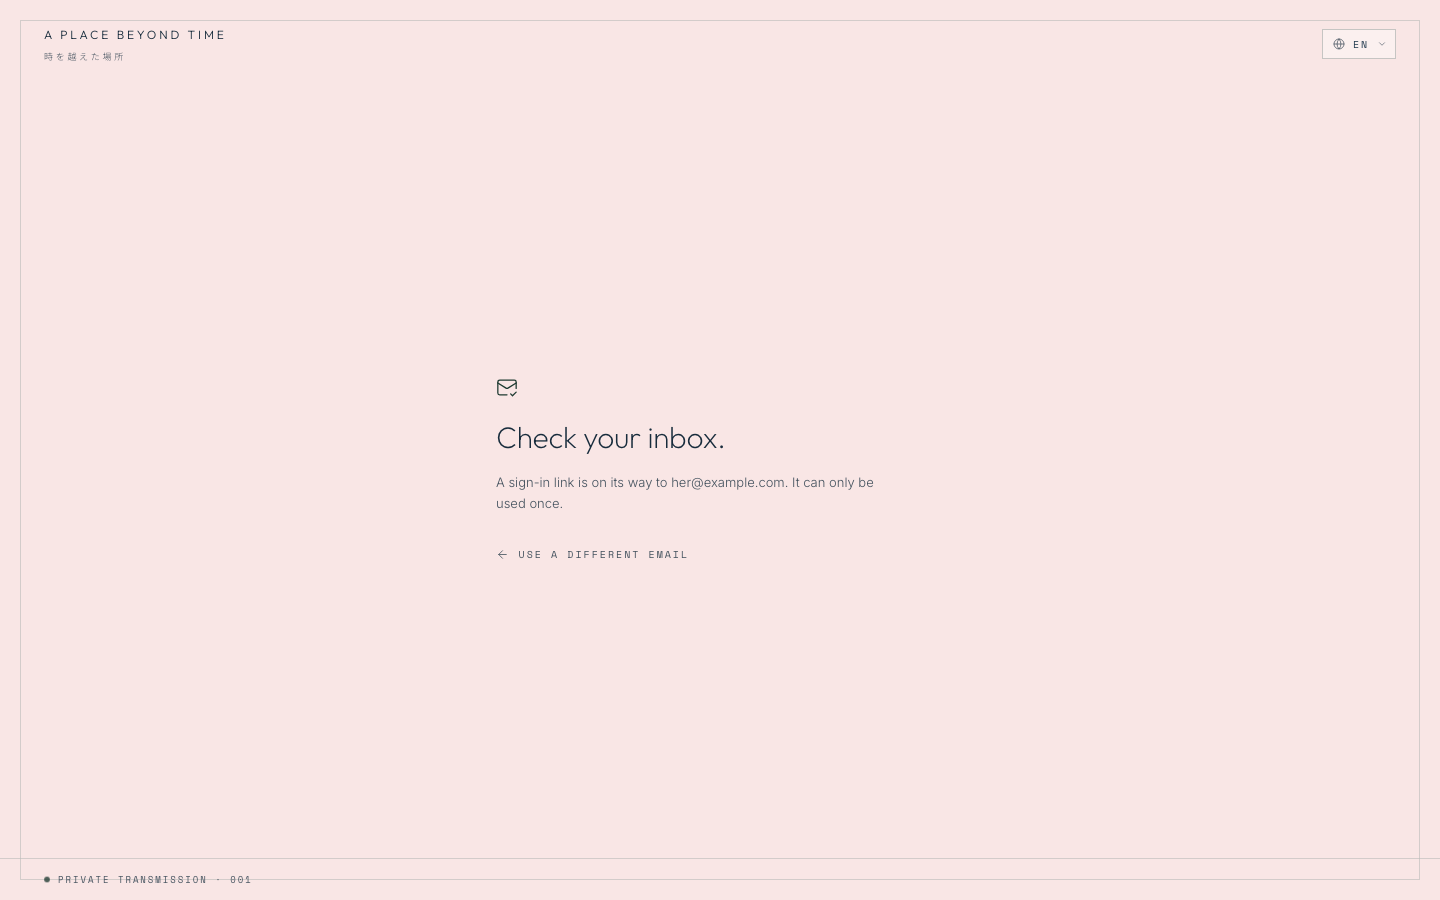 A PLACE BEYOND TIME
時を越えた場所
EN
Check your inbox.
A sign-in link is on its way to her@example.com. It can only be
used once.
← USE A DIFFERENT EMAIL
PRIVATE TRANSMISSION · 001